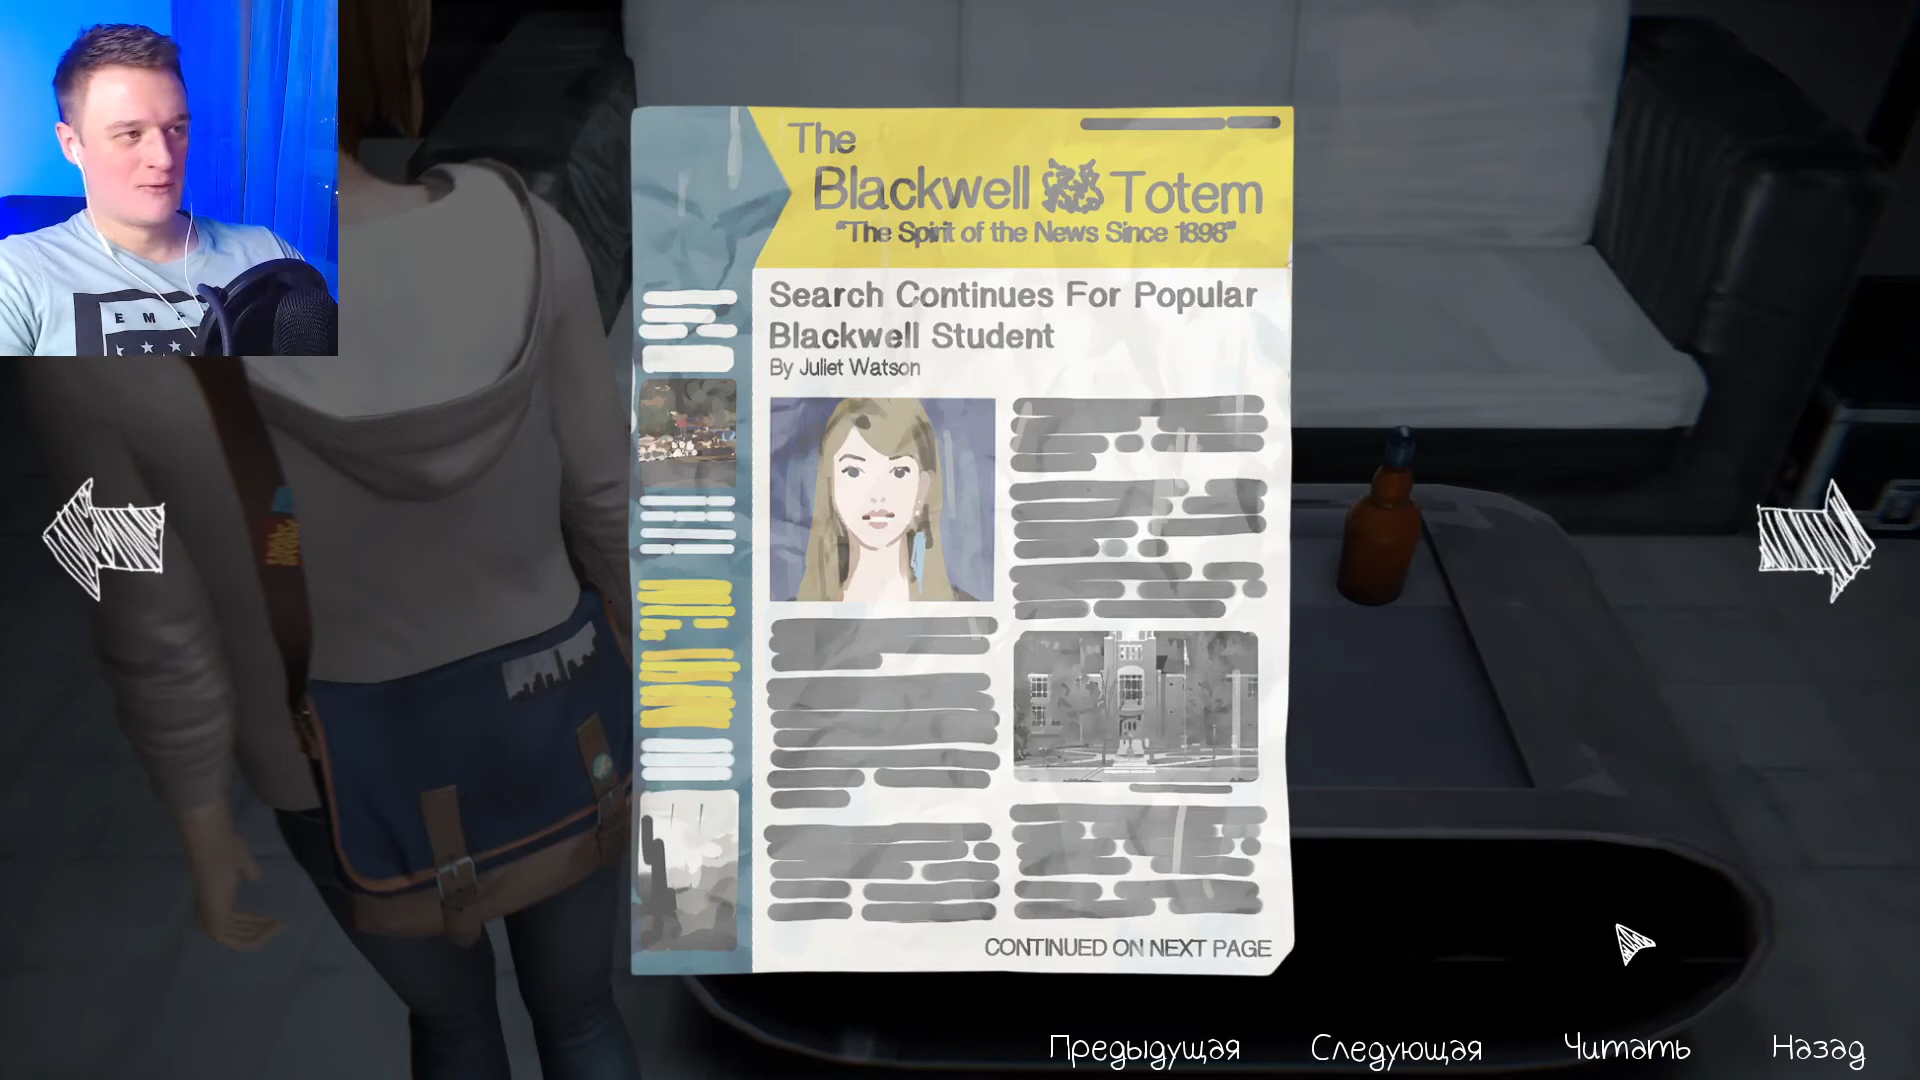 The
Blackwell Totem
"The Spirit of the News Since 1898"
Search Continues For Popular
Blackwell Student
By Juliet Watson
CONTINUED ON NEXT PAGE
E M P
Предыдущая
Следующая
Читать
Назад